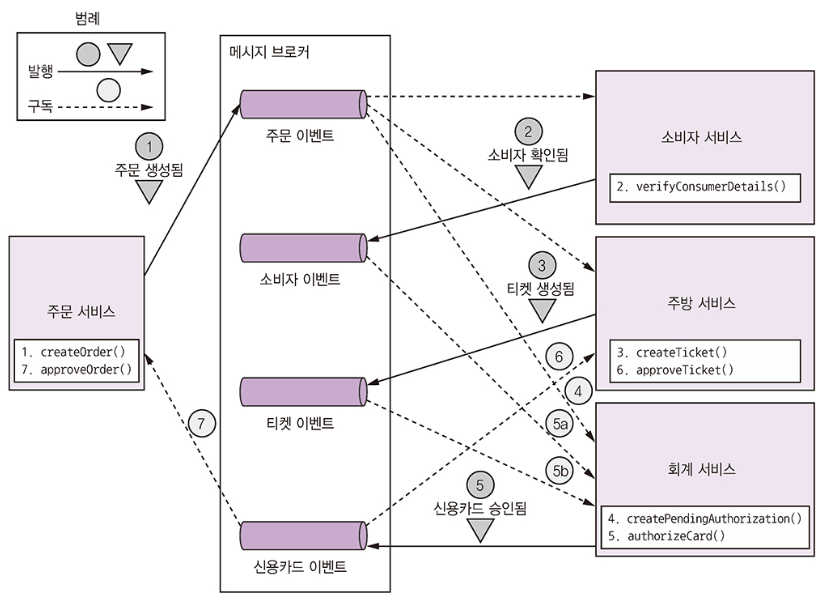 범례
발행
구독
메시지 브로커
주문 이벤트
소비자 이벤트
티켓 이벤트
신용카드 이벤트
1
주문 생성됨
주문 서비스
1. createOrder()
7. approveOrder()
7
2
소비자 확인됨
소비자 서비스
2. verifyConsumerDetails()
3
티켓 생성됨
주방 서비스
3. createTicket()
6. approveTicket()
6
4
5a
5b
5
신용카드 승인됨
회계 서비스
4. createPendingAuthorization()
5. authorizeCard()